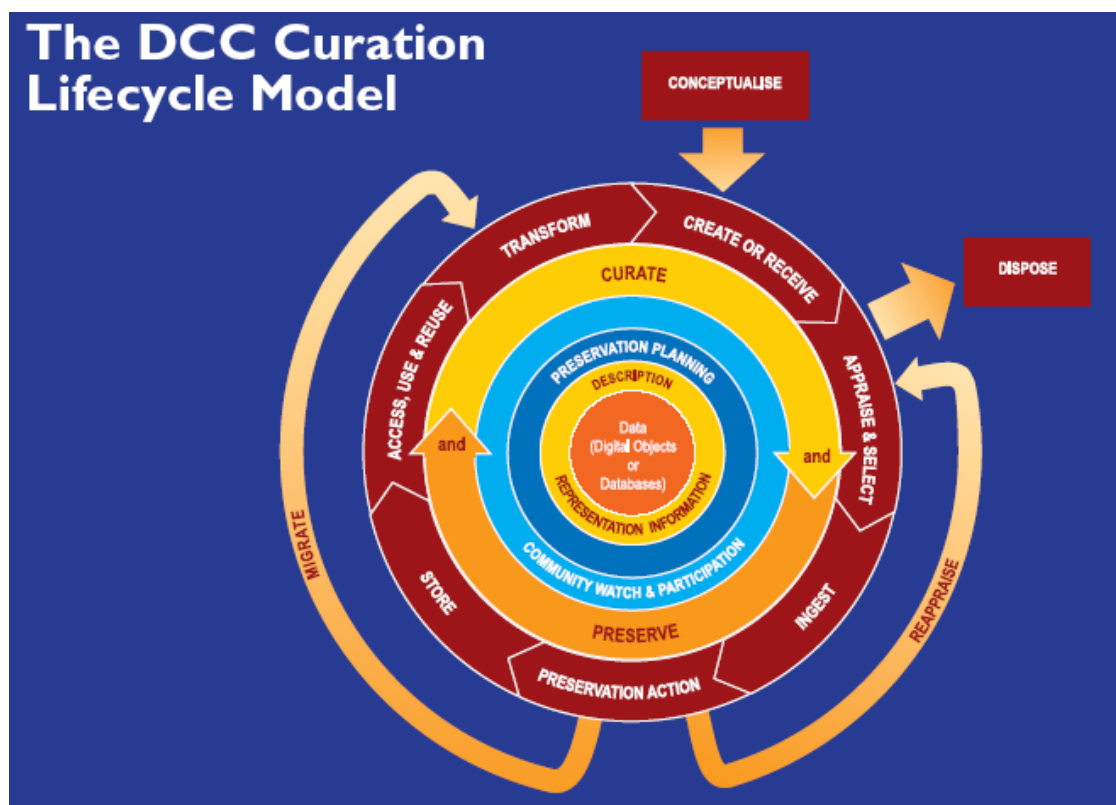 The DCC Curation
Lifecycle Model
CONCEPTUALISE
DISPOSE
TRANSFORM
CREATE OR RECEIVE
APPRAISE & SELECT
INGEST
PRESERVATION ACTION
STORE
ACCESS, USE & REUSE
MIGRATE
REAPPRAISE
CURATE
and
PRESERVE
and
COMMUNITY WATCH & PARTICIPATION
PRESERVATION PLANNING
DESCRIPTION
REPRESENTATION INFORMATION
Data
(Digital Objects
or
Databases)